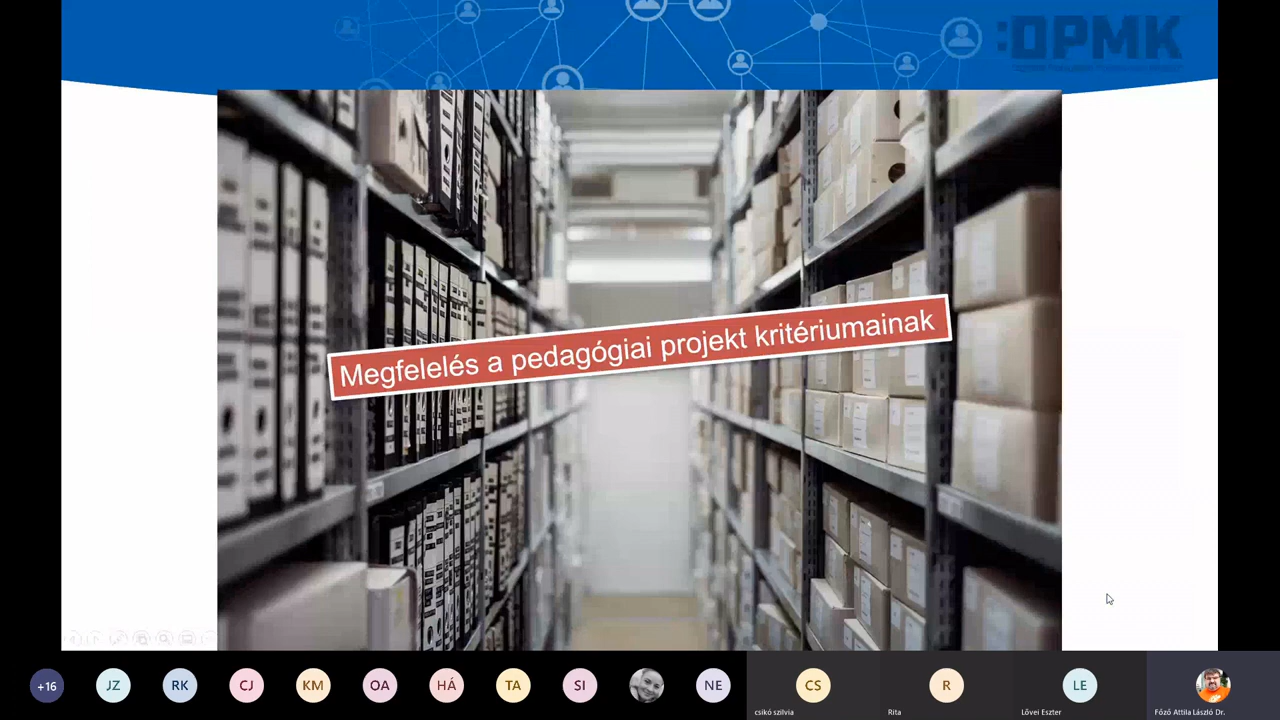 :OPMK
Megfelelés a pedagógiai projekt kritériumainak
+16
JZ
RK
CJ
KM
OA
HÁ
TA
SI
NE
CS
R
LE
csikó szilvia
Rita
Lővei Eszter
Főző Attila László Dr.